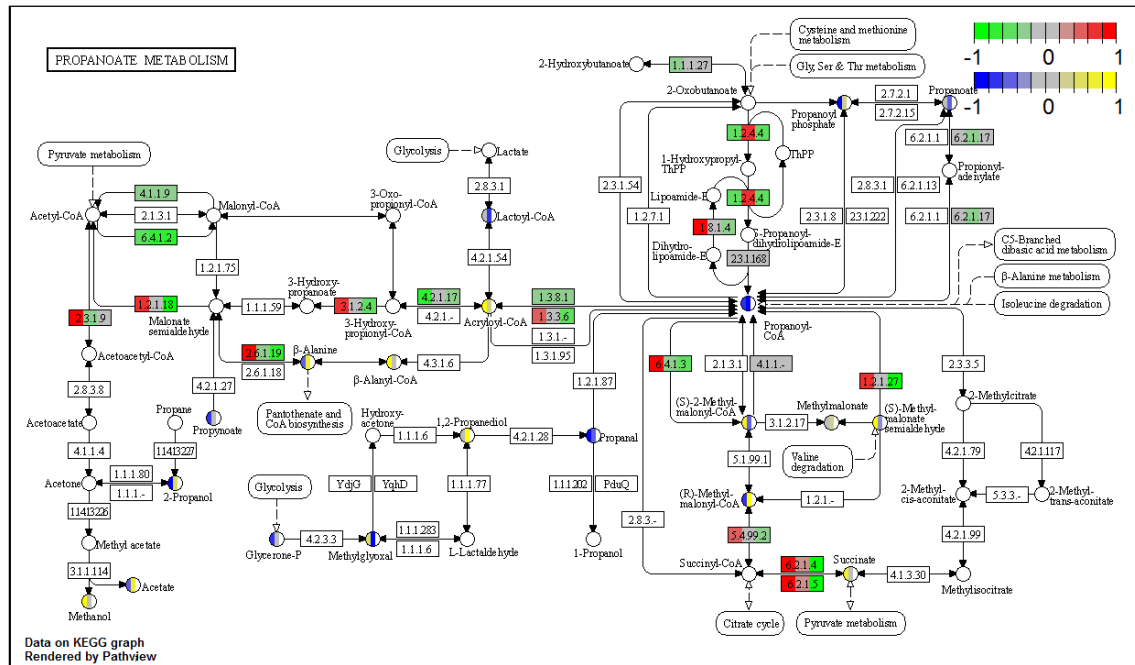 PROPANOATE METABOLISM
Cysteine and methionine
metabolism
Gly, Ser & Thr metabolism
-1 0 1
-1 0 1
2-Hydroxybutanoate
1.1.1.27
2-Oxobutanoate
2.7.2.1
2.7.2.15
Propanoyl
phosphate
Propanoate
6.2.1.1
6.2.1.17
1.2.4.4
ThPP
1-Hydroxypropyl-
ThPP
Propionyl-
adenylate
2.3.1.54
1.2.7.1
Lipoamide-E
1.2.4.4
2.8.3.1
6.2.1.13
2.3.1.8
2.3.1.222
6.2.1.1
6.2.1.17
1.8.1.4
S-Propanoyl-
dihydrolipoamide-E
Dihydro-
lipoamide-E
2.3.1.168
C5-Branched
dibasic acid metabolism
β-Alanine metabolism
Isoleucine degradation
Propanoyl-
CoA
Pyruvate metabolism
Glycolysis
Lactate
2.8.3.1
Lactoyl-CoA
4.2.1.54
4.1.1.9
Acetyl-CoA
2.1.3.1
Malonyl-CoA
6.4.1.2
3-Oxo-
propionyl-CoA
1.2.1.75
3-Hydroxy-
propanoate
1.2.1.18
Malonate
semialdehyde
1.1.1.59
3.1.2.4
3-Hydroxy-
propionyl-CoA
4.2.1.17
4.2.1.-
Acryloyl-CoA
1.3.8.1
1.3.3.6
1.3.1.-
1.3.1.95
2.3.1.9
Acetoacetyl-CoA
2.6.1.19
2.6.1.18
β-Alanine
β-Alanyl-CoA
4.3.1.6
1.2.1.87
2.8.3.8
4.2.1.27
Propynoate
Pantothenate and
CoA biosynthesis
Acetoacetate
Propane
1.14.13.227
4.1.1.4
Acetone
1.1.1.80
1.1.1.-
2-Propanol
1.14.13.226
Methyl acetate
3.1.1.114
Acetate
Methanol
Hydroxy-
acetone
1.1.1.6
1,2-Propanediol
4.2.1.28
Propanal
Glycolysis
YdjG
YqhD
1.1.1.77
1.1.1.202
PduQ
Glycerone-P
4.2.3.3
Methylglyoxal
1.1.1.283
1.1.1.6
L-Lactaldehyde
1-Propanol
6.4.1.3
2.1.3.1
4.1.1.-
1.2.1.27
2.3.3.5
(S)-2-Methyl-
malonyl-CoA
3.1.2.17
Methylmalonate
(S)-Methyl-
malonate
semialdehyde
2-Methylcitrate
5.1.99.1
Valine
degradation
4.2.1.79
4.2.1.117
(R)-Methyl-
malonyl-CoA
1.2.1.-
2-Methyl-
cis-aconitate
5.3.3.-
2-Methyl-
trans-aconitate
2.8.3.-
5.4.99.2
4.2.1.99
Succinyl-CoA
6.2.1.4
6.2.1.5
Succinate
4.1.3.30
Methylisocitrate
Citrate cycle
Pyruvate metabolism
Data on KEGG graph
Rendered by Pathview